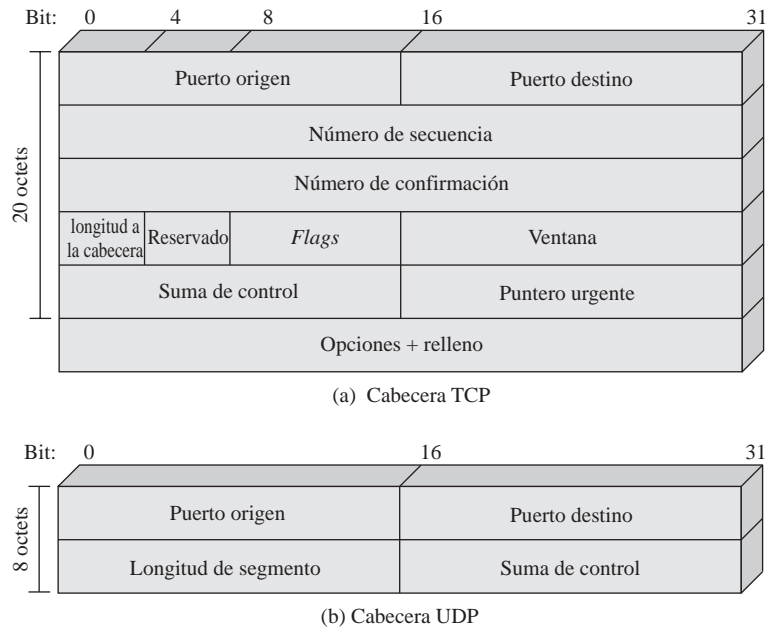 Bit: 0 4 8 16 31
20 octets
Puerto origen Puerto destino
Número de secuencia
Número de confirmación
longitud a
la cabecera Reservado Flags Ventana
Suma de control Puntero urgente
Opciones + relleno
(a) Cabecera TCP
Bit: 0 16 31
8 octets
Puerto origen Puerto destino
Longitud de segmento Suma de control
(b) Cabecera UDP